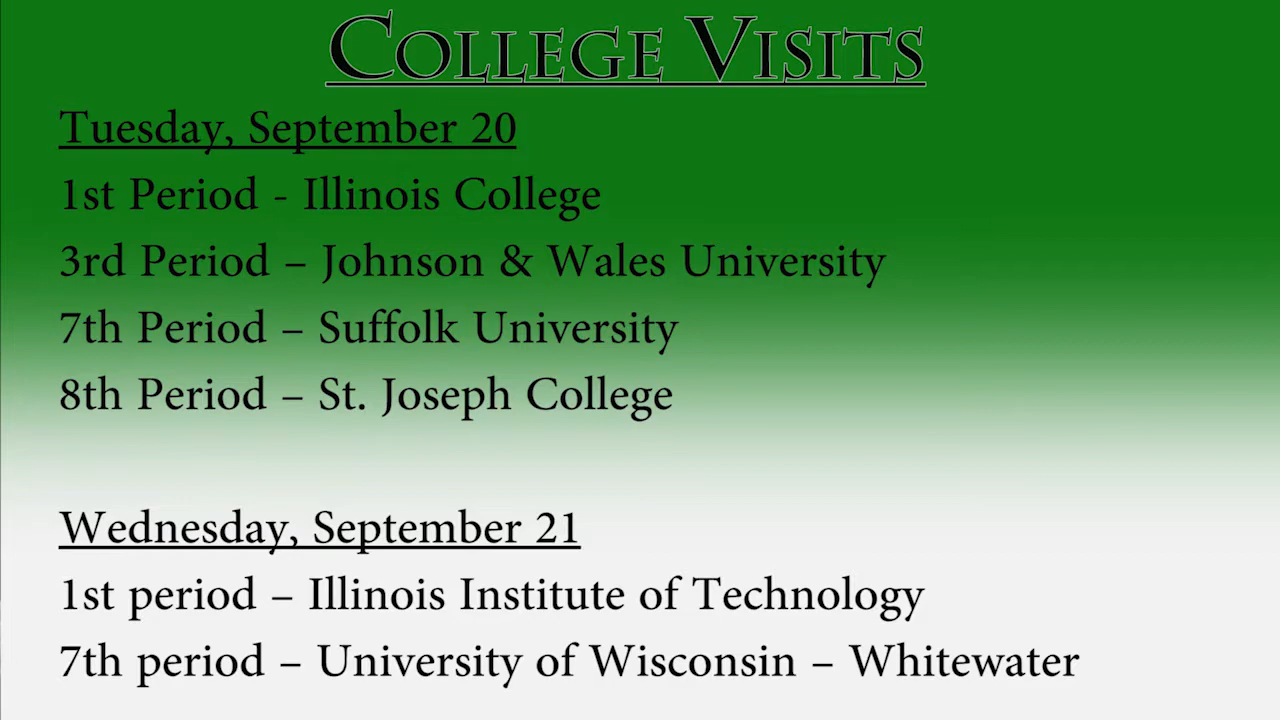 College Visits
Tuesday, September 20
1st Period - Illinois College
3rd Period – Johnson & Wales University
7th Period – Suffolk University
8th Period – St. Joseph College
Wednesday, September 21
1st period – Illinois Institute of Technology
7th period – University of Wisconsin – Whitewater